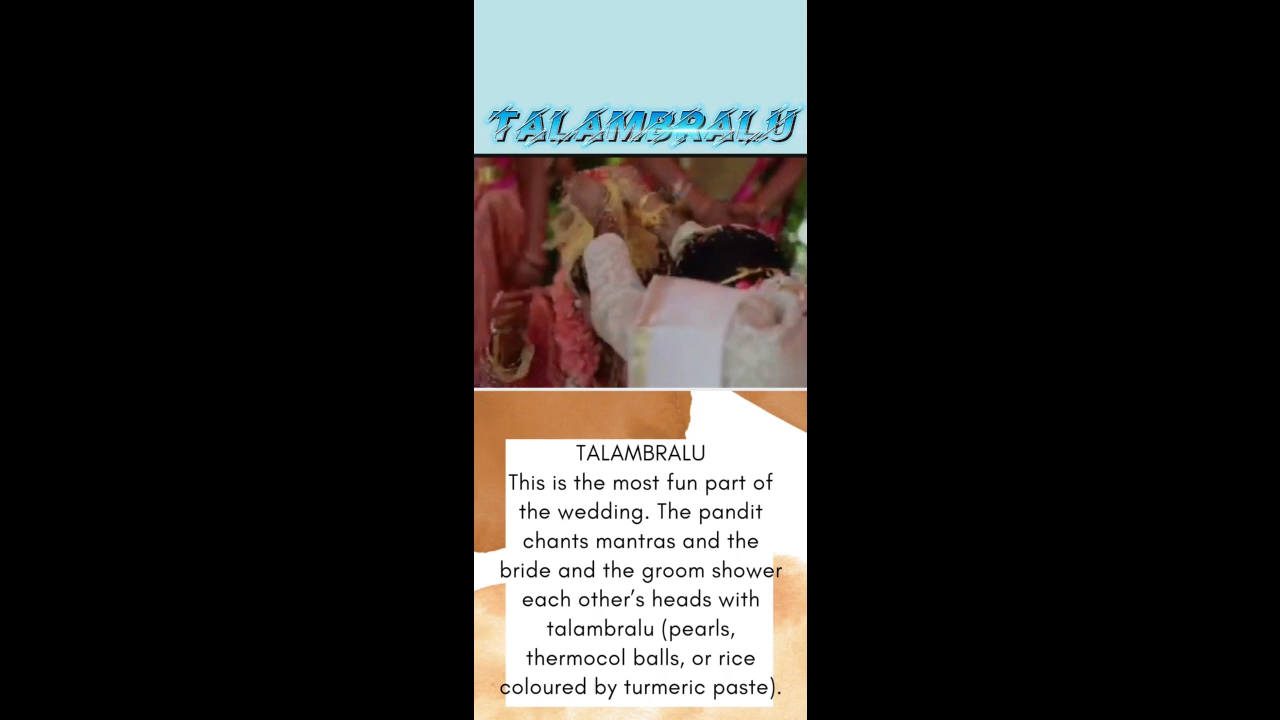 TALAMBRALU
TALAMBRALU
This is the most fun part of
the wedding. The pandit
chants mantras and the
bride and the groom shower
each other’s heads with
talambralu (pearls,
thermocol balls, or rice
coloured by turmeric paste).